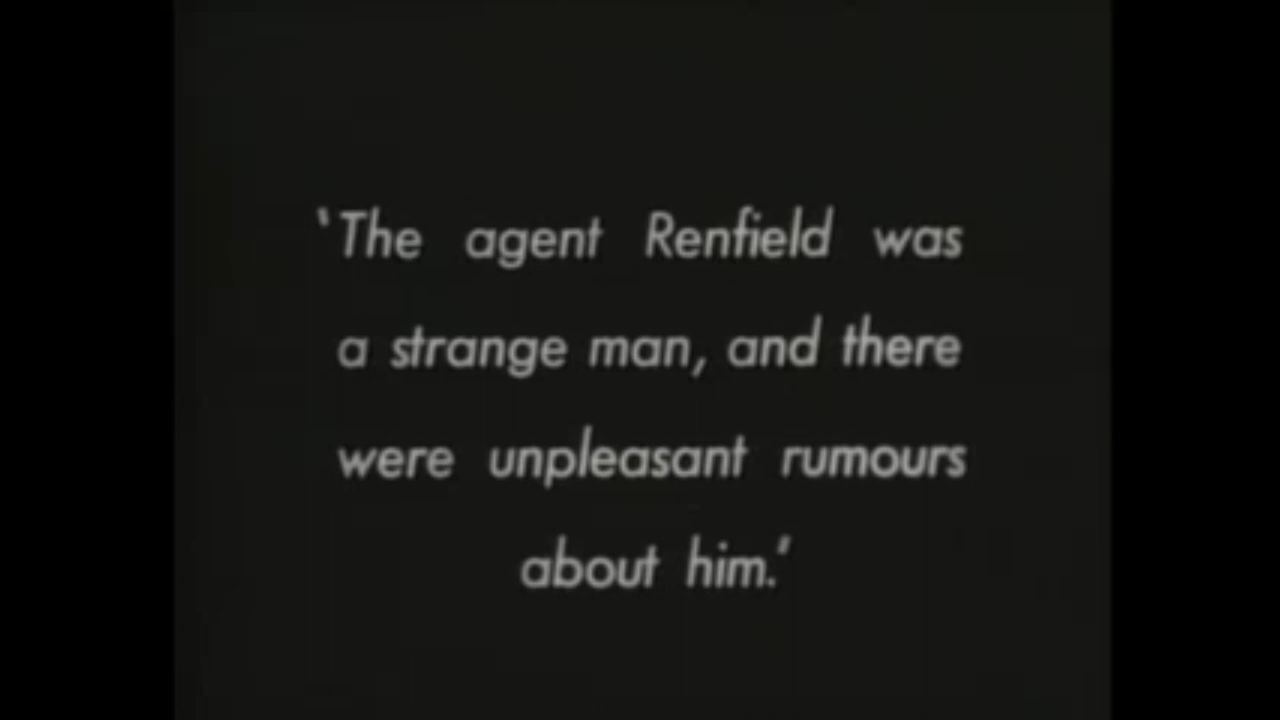 'The agent Renfield was
a strange man, and there
were unpleasant rumours
about him.'